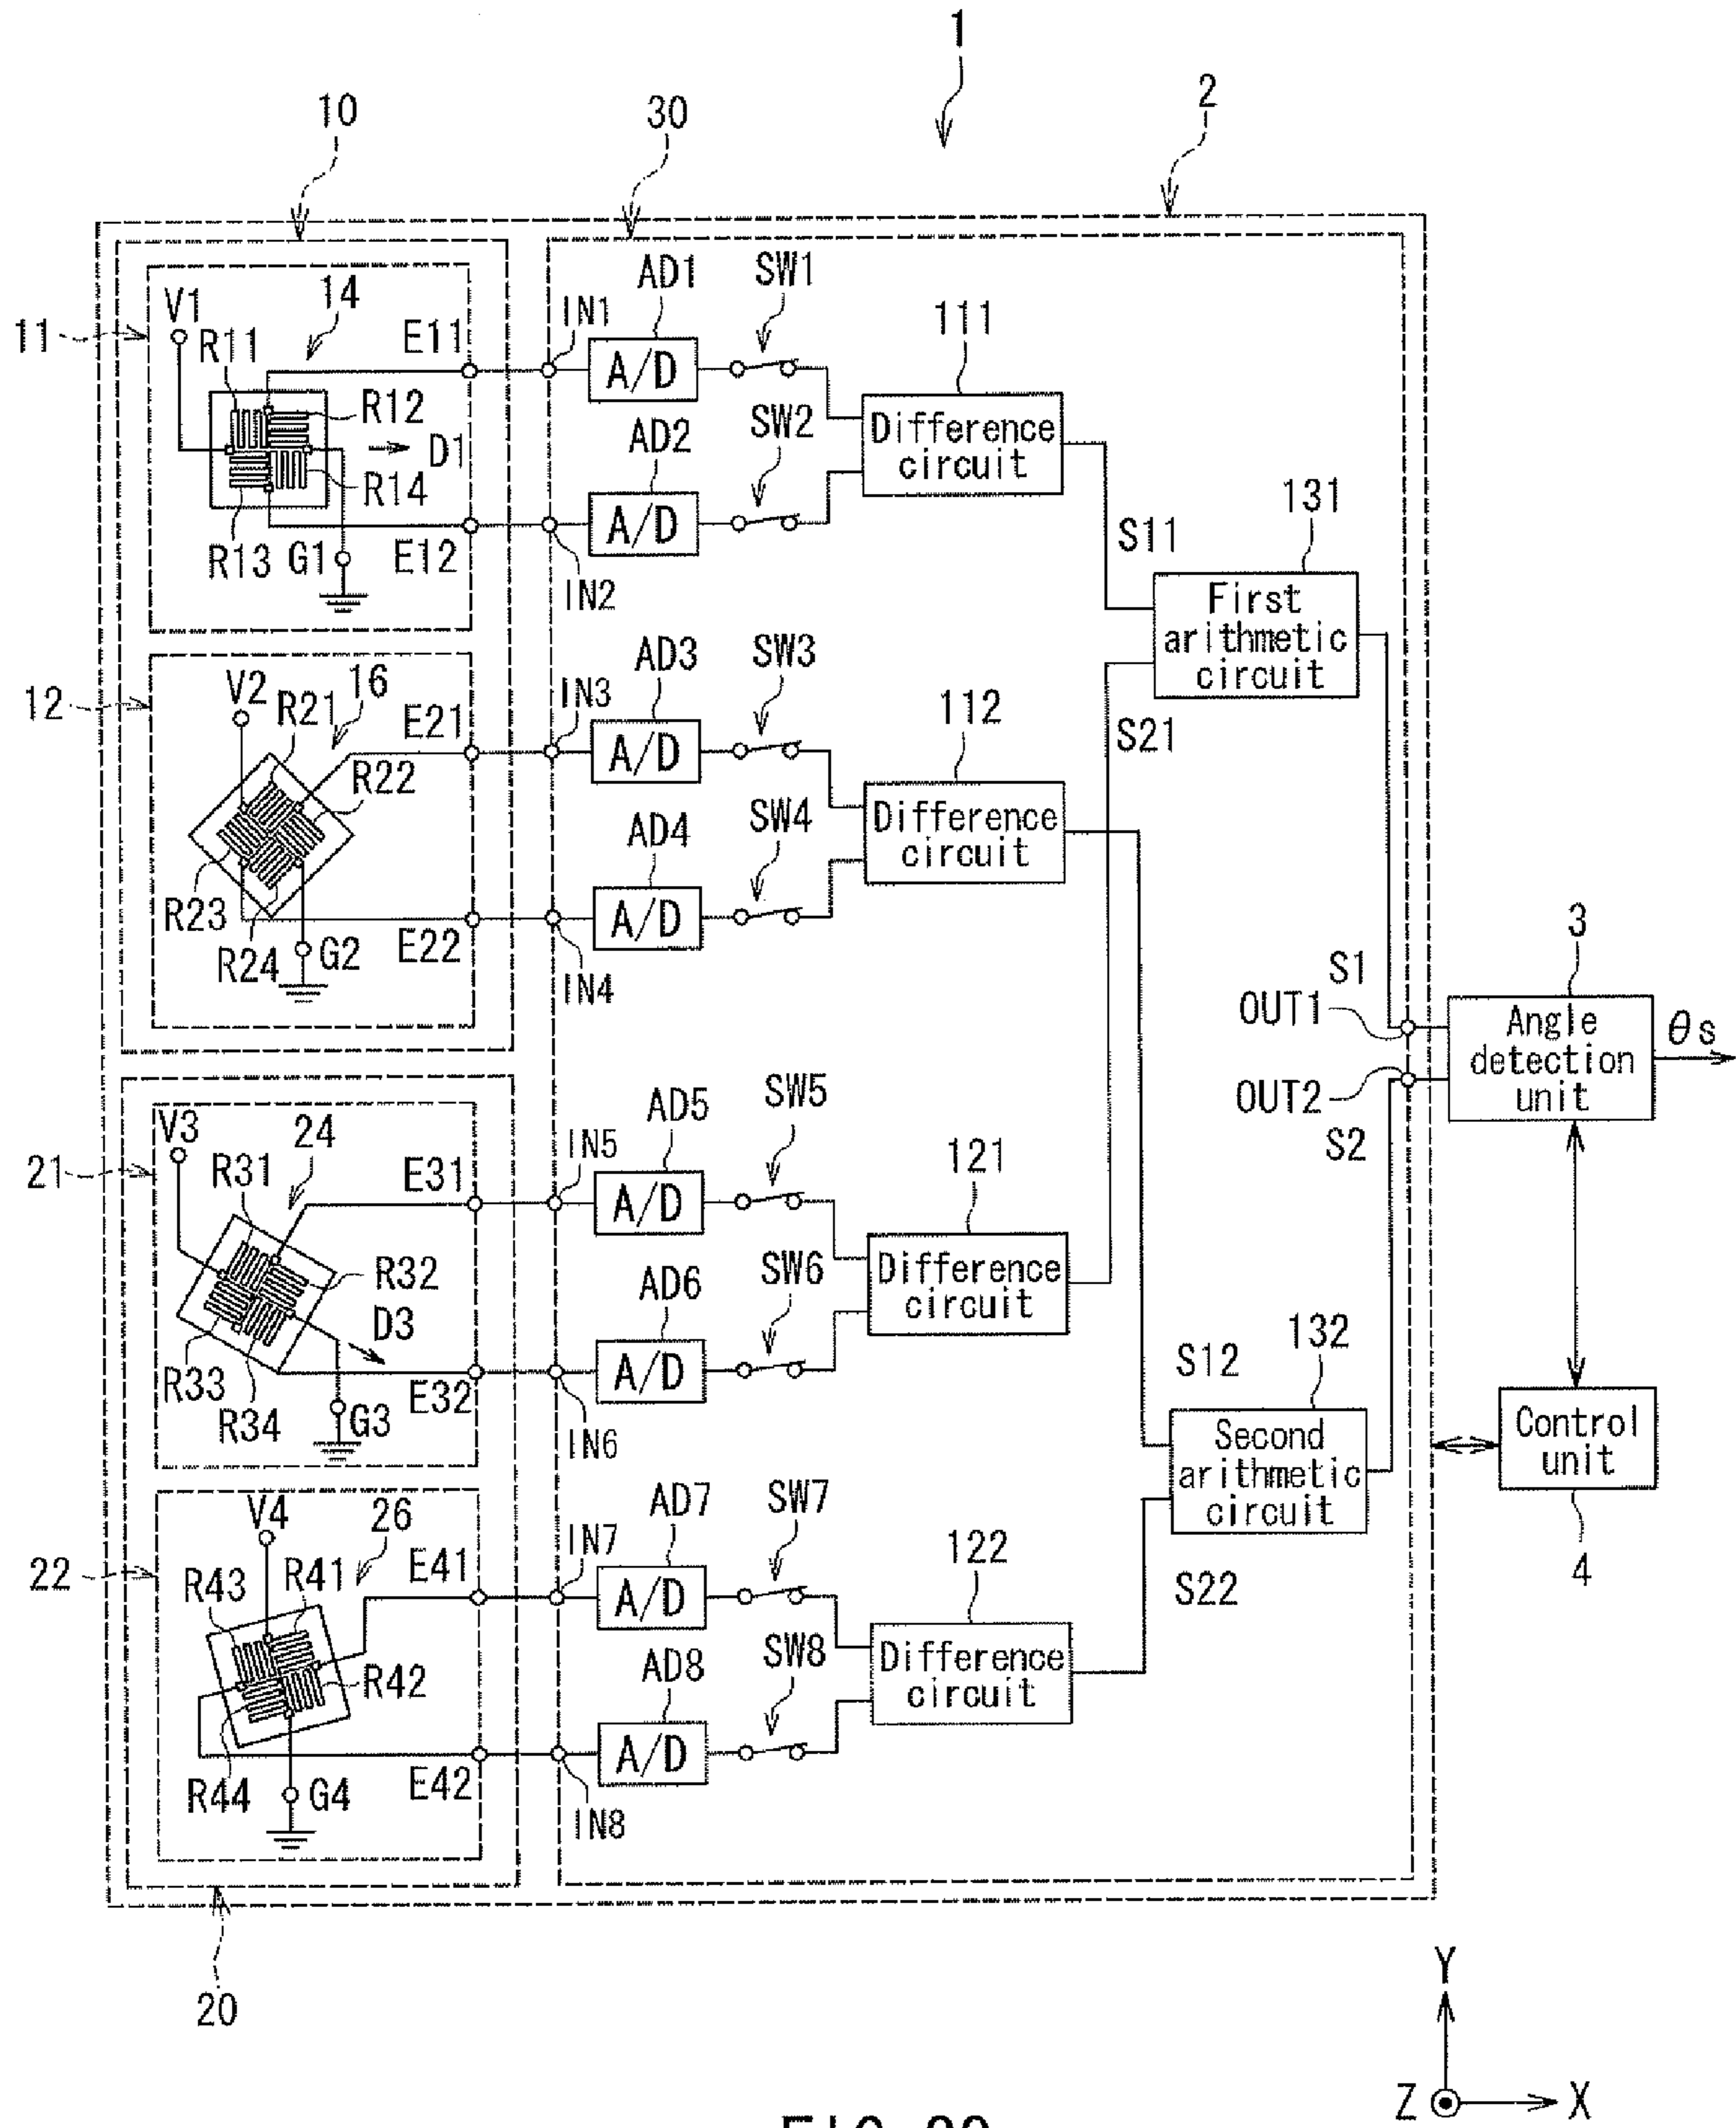 1
2
10
30
11
V1
R11
14
E11
IN1
AD1
A/D
SW1
111
Difference
circuit
R12
D1
R14
R13
G1
E12
IN2
AD2
A/D
SW2
S11
131
First
arithmetic
circuit
12
V2
R21
16
E21
IN3
AD3
A/D
SW3
112
Difference
circuit
S21
R22
R23
R24
G2
E22
IN4
AD4
A/D
SW4
S1
OUT1
OUT2
S2
3
Angle
detection
unit
θs
21
V3
R31
24
E31
IN5
AD5
A/D
SW5
121
Difference
circuit
R32
D3
R33
R34
G3
E32
IN6
AD6
A/D
SW6
S12
132
Second
arithmetic
circuit
Control
unit
4
22
V4
R43
R41
26
E41
IN7
AD7
A/D
SW7
122
Difference
circuit
S22
R42
R44
G4
E42
IN8
AD8
A/D
SW8
20
Y
Z
X